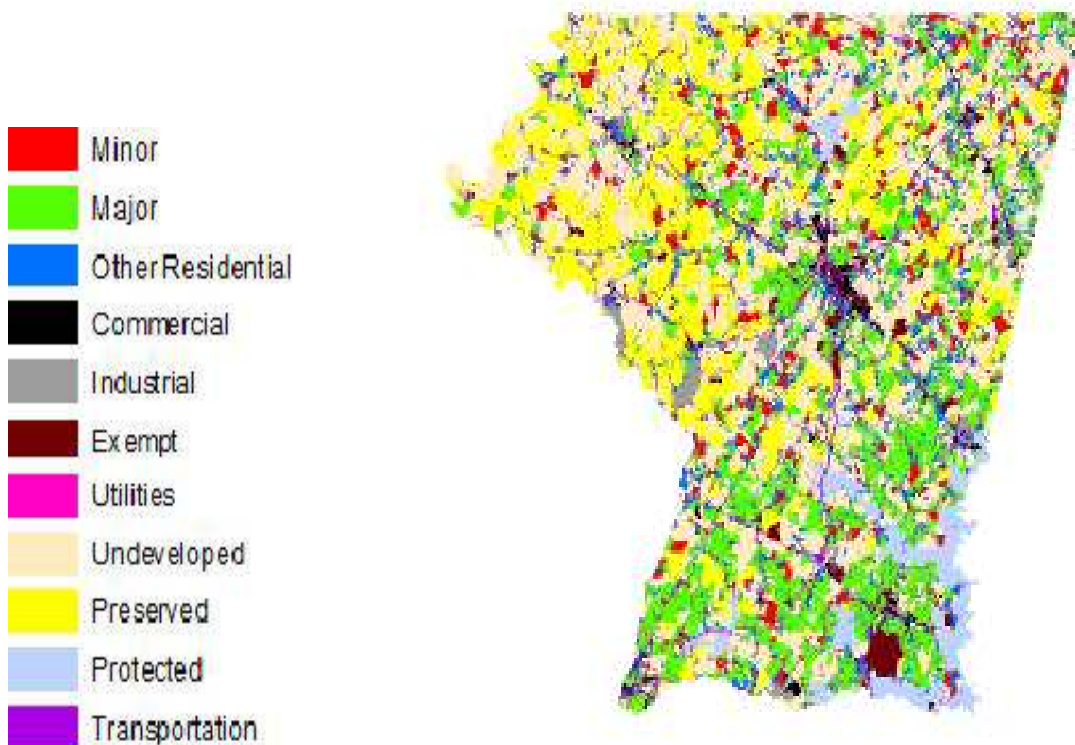 Minor
Major
Other Residential
Commercial
Industrial
Exempt
Utilities
Undeveloped
Preserved
Protected
Transportation